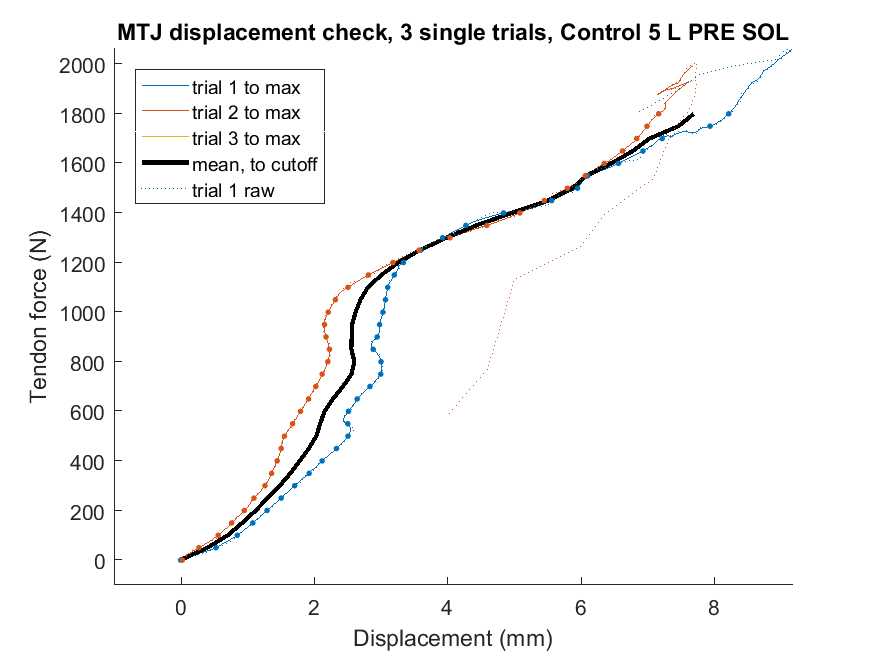 MTJ displacement check, 3 single trials, Control 5 L PRE SOL
2000
1800
1600
1400
1200
1000
800
600
400
200
0
Tendon force (N)
trial 1 to max
trial 2 to max
trial 3 to max
mean, to cutoff
trial 1 raw
0 2 4 6 8
Displacement (mm)